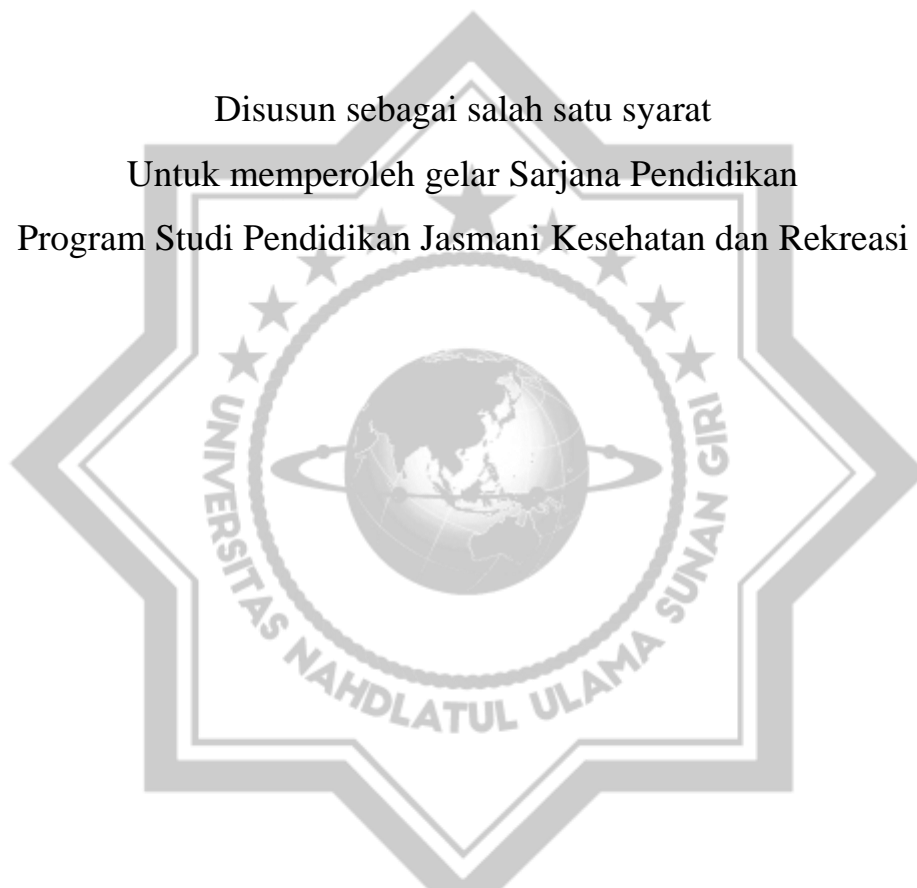 Disusun sebagai salah satu syarat
Untuk memperoleh gelar Sarjana Pendidikan
Program Studi Pendidikan Jasmani Kesehatan dan Rekreasi
UNIVERSITAS NAHDLATUL ULAMA SUNAN GIRI